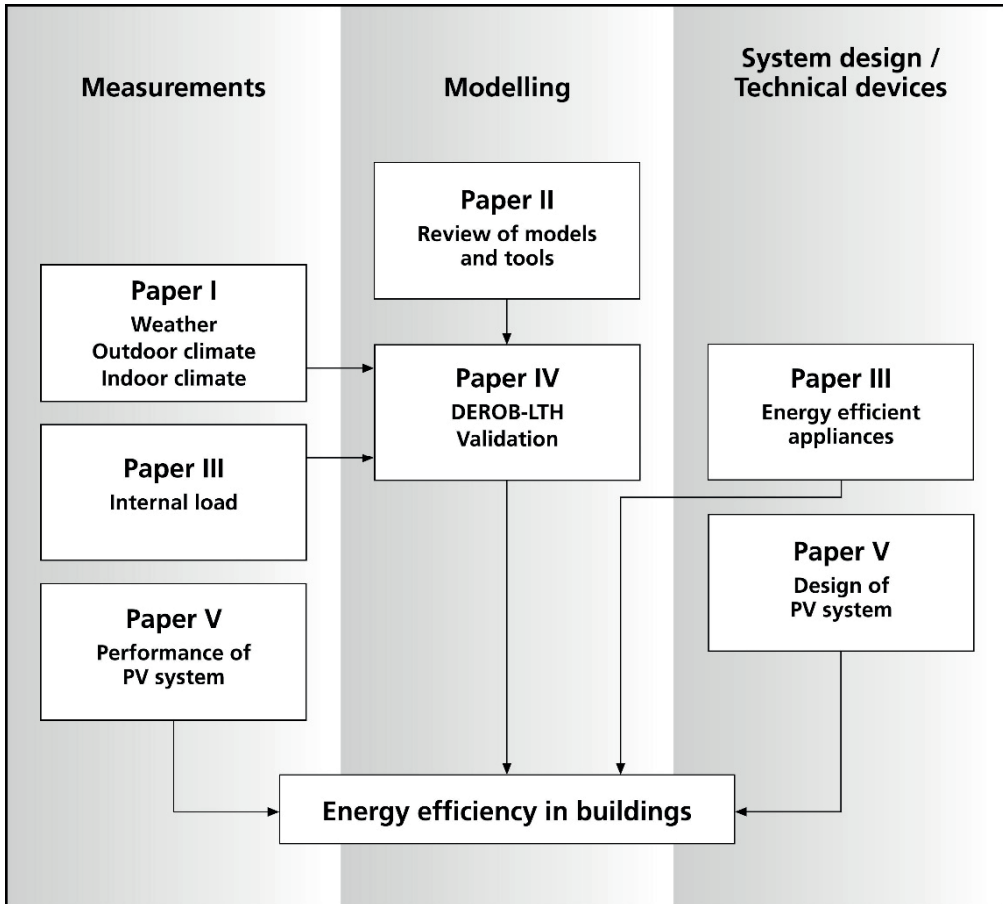 Measurements
Modelling
System design /
Technical devices
Paper II
Review of models
and tools
Paper I
Weather
Outdoor climate
Indoor climate
Paper IV
DEROB-LTH
Validation
Paper III
Energy efficient
appliances
Paper III
Internal load
Paper V
Design of
PV system
Paper V
Performance of
PV system
Energy efficiency in buildings